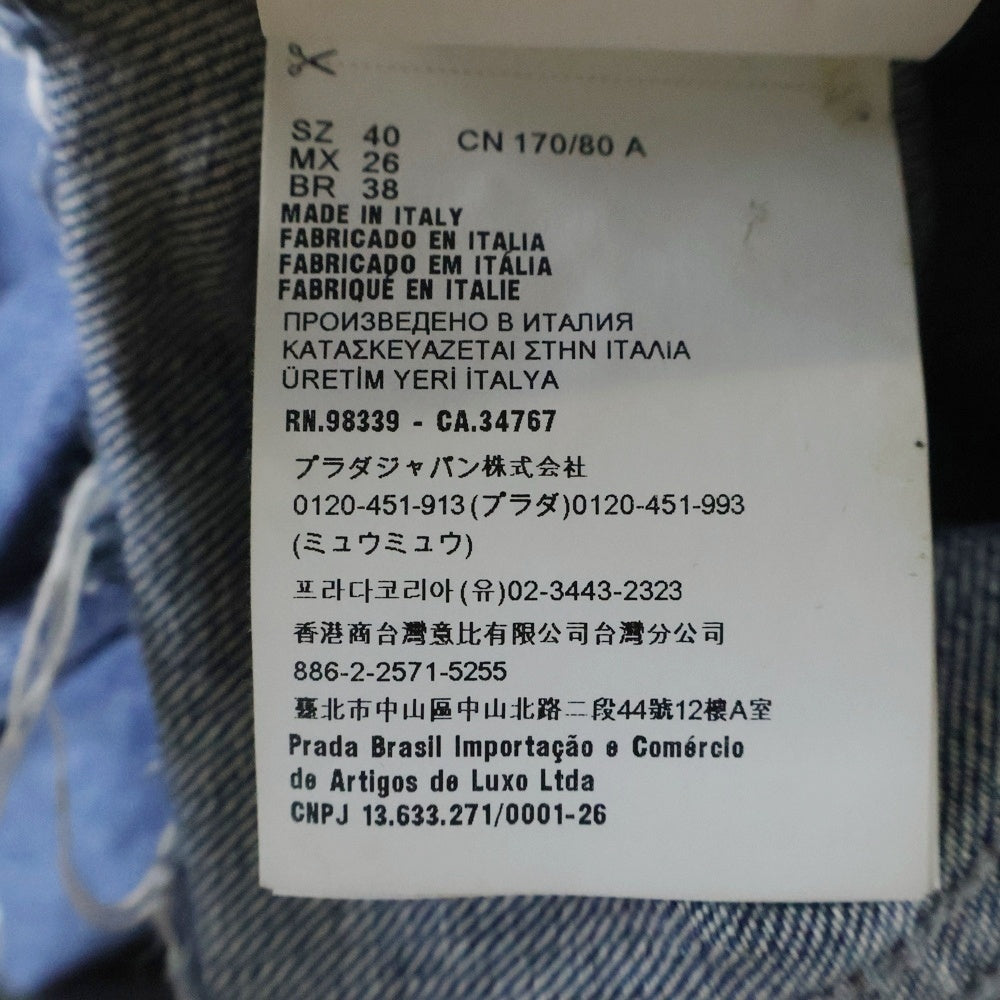 SZ 40 CN 170/80 A
MX 26
BR 38
MADE IN ITALY
FABRICADO EN ITALIA
FABRICADO EM ITÁLIA
FABRIQUÉ EN ITALIE
ПРОИЗВЕДЕНО В ИТАЛИЯ
ΚΑΤΑΣΚΕΥΑΖΕΤΑΙ ΣΤΗΝ ΙΤΑΛΙΑ
ÜRETİM YERİ İTALYA
RN.98339 - CA.34767
プラダジャパン株式会社
0120-451-913(プラダ)0120-451-993
(ミュウミュウ)
프라다코리아(유)02-3443-2323
香港商台灣意比有限公司台灣分公司
886-2-2571-5255
臺北市中山區中山北路二段44號12樓A室
Prada Brasil Importação e Comércio
de Artigos de Luxo Ltda
CNPJ 13.633.271/0001-26